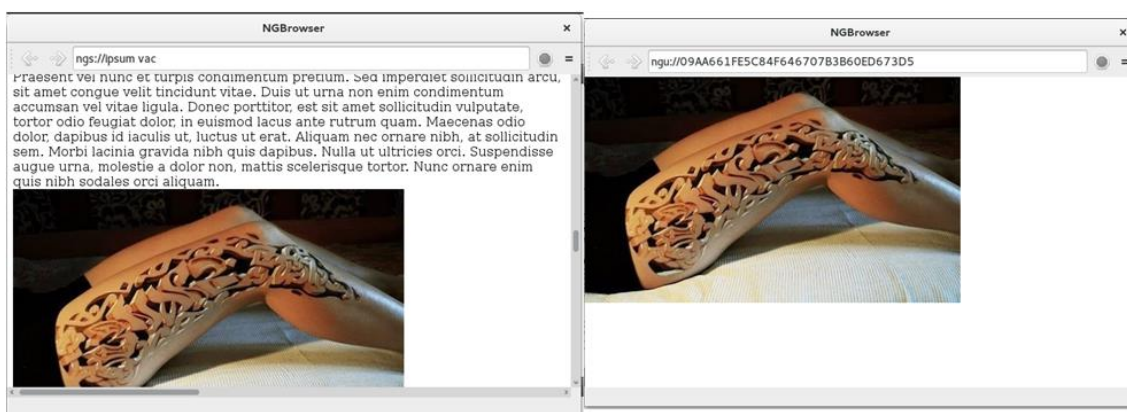 NGBrowser
ngs://ipsum vac
Praesent vel nunc et turpis condimentum pretium. Sed imperdiet sollicitudin arcu,
sit amet congue velit tincidunt vitae. Duis ut urna non enim condimentum
accumsan vel vitae ligula. Donec porttitor, est sit amet sollicitudin vulputate,
tortor odio feugiat dolor, in euismod lacus ante rutrum quam. Maecenas odio
dolor, dapibus id iaculis ut, luctus ut erat. Aliquam nec ornare nibh, at sollicitudin
sem. Morbi lacinia gravida nibh quis dapibus. Nulla ut ultricies orci. Suspendisse
augue urna, molestie a dolor non, mattis scelerisque tortor. Nunc ornare enim
quis nibh sodales orci aliquam.
NGBrowser
ngu://09AA661FE5C84F646707B3B60ED673D5